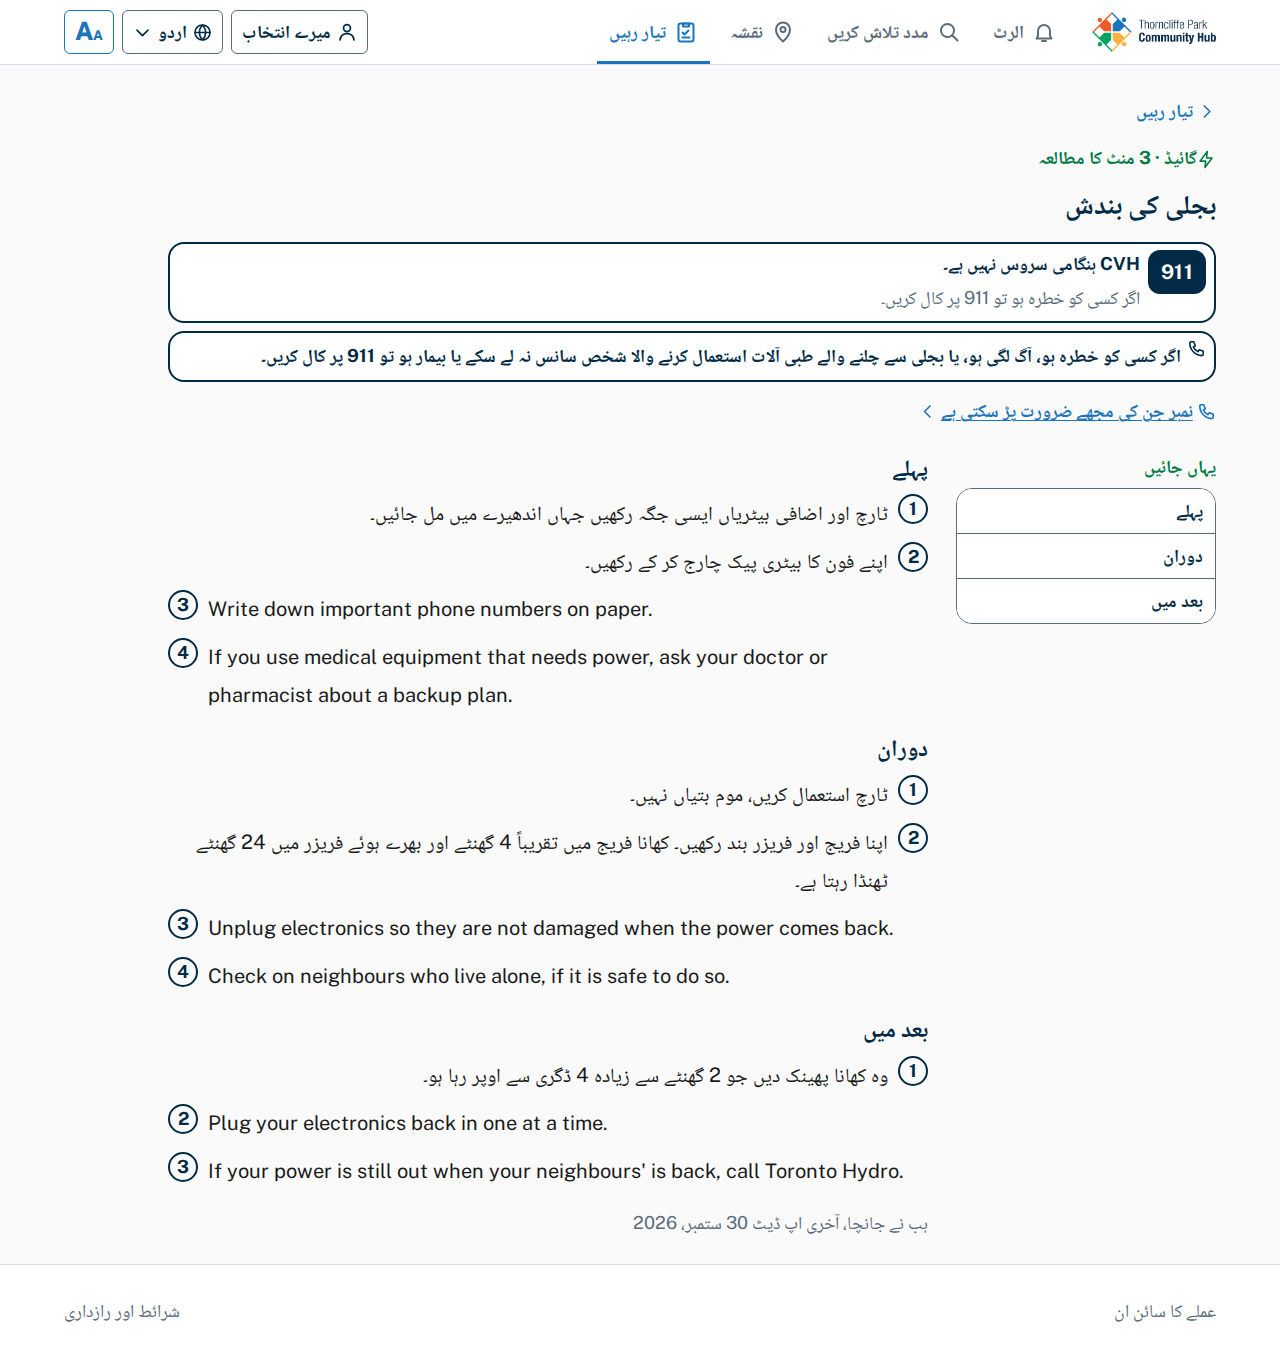 Thorncliffe Park
Community Hub
الرٹ
مدد تلاش کریں
نقشہ
تیار رہیں
میرے انتخاب
اردو
AA
تیار رہیں
گائیڈ · 3 منٹ کا مطالعہ
بجلی کی بندش
911
CVH ہنگامی سروس نہیں ہے۔
اگر کسی کو خطرہ ہو تو 911 پر کال کریں۔
اگر کسی کو خطرہ ہو، آگ لگی ہو، یا بجلی سے چلنے والے طبی آلات استعمال کرنے والا شخص سانس نہ لے سکے یا بیمار ہو تو 911 پر کال کریں۔
نمبر جن کی مجھے ضرورت پڑ سکتی ہے
یہاں جائیں
پہلے
دوران
بعد میں
پہلے
1 ٹارچ اور اضافی بیٹریاں ایسی جگہ رکھیں جہاں اندھیرے میں مل جائیں۔
2 اپنے فون کا بیٹری پیک چارج کر کے رکھیں۔
3 Write down important phone numbers on paper.
4 If you use medical equipment that needs power, ask your doctor or
pharmacist about a backup plan.
دوران
1 ٹارچ استعمال کریں، موم بتیاں نہیں۔
2 اپنا فریج اور فریزر بند رکھیں۔ کھانا فریج میں تقریباً 4 گھنٹے اور بھرے ہوئے فریزر میں 24 گھنٹے
ٹھنڈا رہتا ہے۔
3 Unplug electronics so they are not damaged when the power comes back.
4 Check on neighbours who live alone, if it is safe to do so.
بعد میں
1 وہ کھانا پھینک دیں جو 2 گھنٹے سے زیادہ 4 ڈگری سے اوپر رہا ہو۔
2 Plug your electronics back in one at a time.
3 If your power is still out when your neighbours' is back, call Toronto Hydro.
ہب نے جانچا، آخری اپ ڈیٹ 30 ستمبر، 2026
عملے کا سائن ان
شرائط اور رازداری